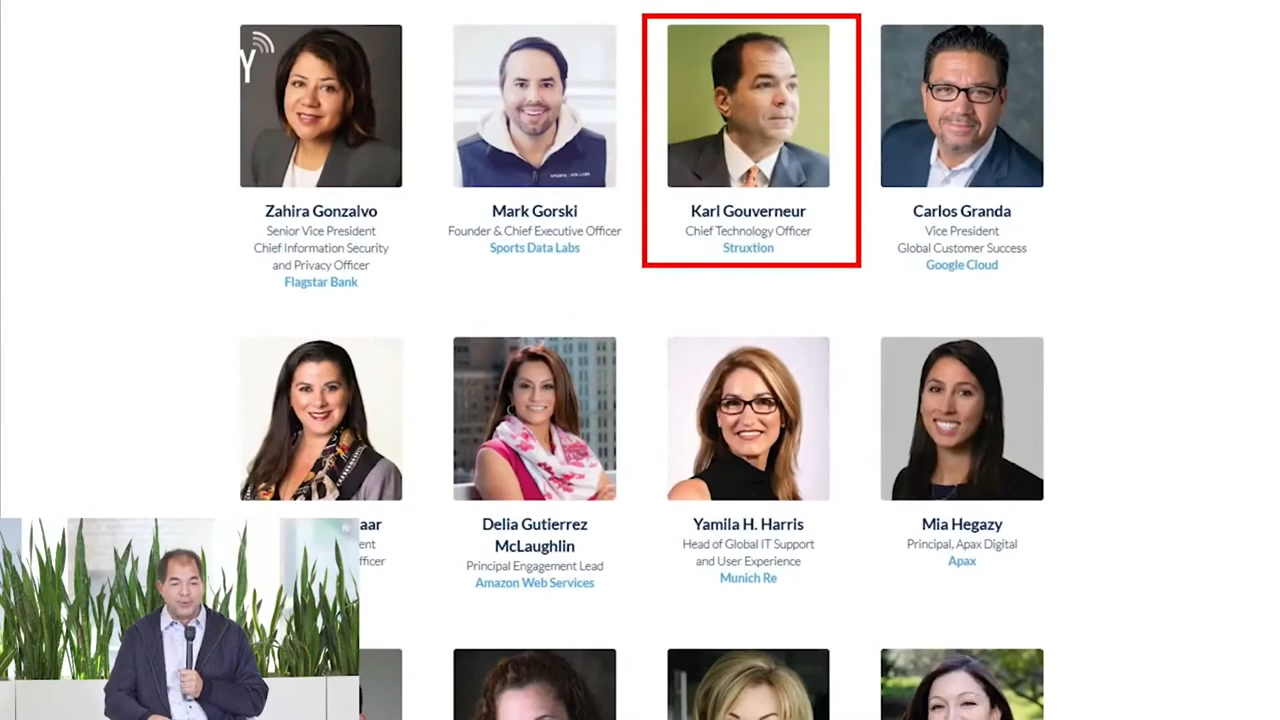 Y
Zahira Gonzalvo
Senior Vice President
Chief Information Security
and Privacy Officer
Flagstar Bank
SPORTS DATA LABS
Mark Gorski
Founder & Chief Executive Officer
Sports Data Labs
Karl Gouverneur
Chief Technology Officer
Struxtion
Carlos Granda
Vice President
Global Customer Success
Google Cloud
aar
ent
fficer
Delia Gutierrez
McLaughlin
Principal Engagement Lead
Amazon Web Services
Yamila H. Harris
Head of Global IT Support
and User Experience
Munich Re
Mia Hegazy
Principal, Apax Digital
Apax